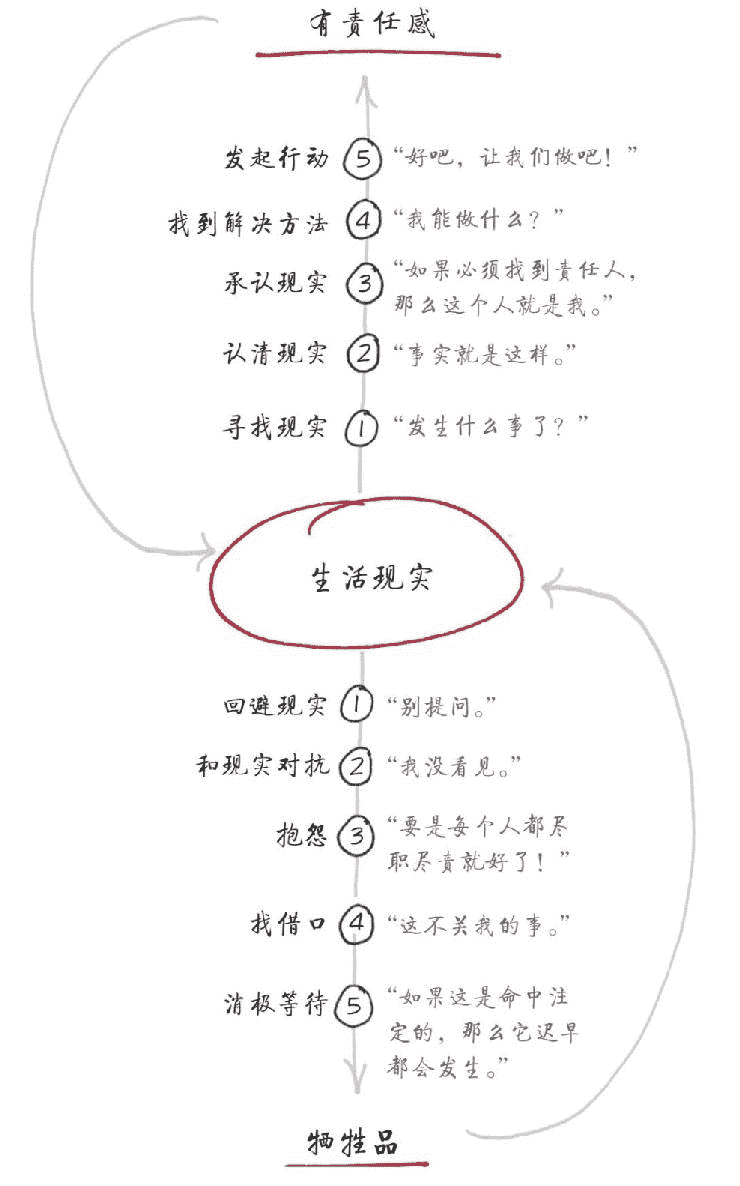 有责任感
发起行动 5 “好吧，让我们做吧！”
找到解决方法 4 “我能做什么？”
承认现实 3 “如果必须找到责任人，
那么这个人就是我。”
认清现实 2 “事实就是这样。”
寻找现实 1 “发生什么事了？”
生活现实
回避现实 1 “别提问。”
和现实对抗 2 “我没看见。”
抱怨 3 “要是每个人都尽
职尽责就好了！”
找借口 4 “这不关我的事。”
消极等待 5 “如果这是命中注
定的，那么它迟早
都会发生。”
牺牲品